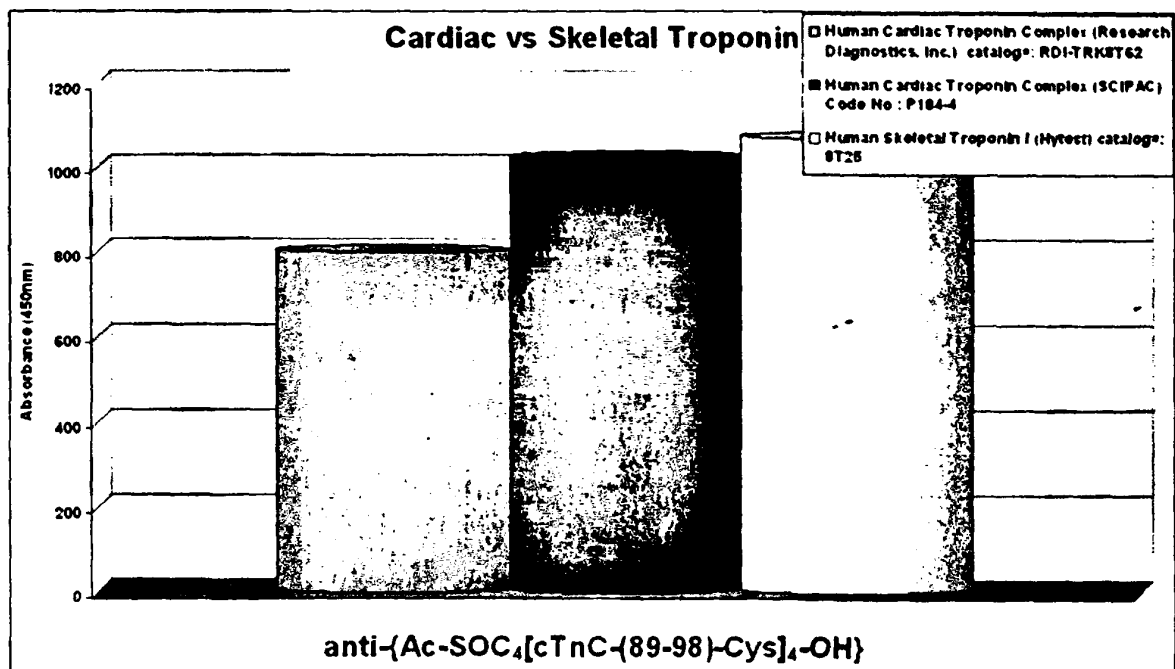 Cardiac vs Skeletal Troponin
Human Cardiac Troponin Complex (Research
Diagnostics, Inc.) catalog#: RDI-TRK8T62
Human Cardiac Troponin Complex (SCIPAC)
Code No : P184-4
Human Skeletal Troponin I (Hytest) catalog#:
8T25
1200
1000
800
600
400
200
0
Absorbance (450nm)
anti-{Ac-SOC₄[cTnC-(89-98)-Cys]₄-OH}